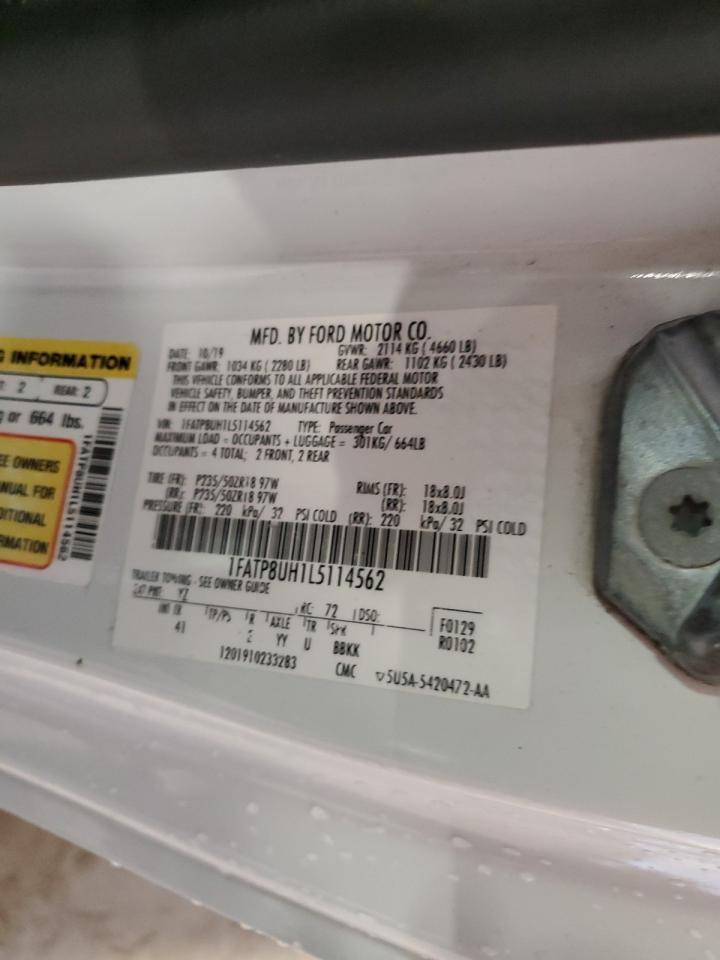 MFD. BY FORD MOTOR CO.
DATE: 10/19 GVWR: 2114 KG ( 4660 LB)
FRONT GAWR: 1034 KG ( 2280 LB) REAR GAWR: 1102 KG ( 2430 LB)
THIS VEHICLE CONFORMS TO ALL APPLICABLE FEDERAL MOTOR
VEHICLE SAFETY, BUMPER, AND THEFT PREVENTION STANDARDS
IN EFFECT ON THE DATE OF MANUFACTURE SHOWN ABOVE.
VIN: 1FATP8UH1L5114562 TYPE: Passenger Car
MAXIMUM LOAD = OCCUPANTS + LUGGAGE = 301KG/ 664LB
OCCUPANTS = 4 TOTAL; 2 FRONT, 2 REAR
TIRE (FR): P235/50ZR18 97W RIMS (FR): 18x8.0J
(RR): P235/50ZR18 97W (RR): 18x8.0J
PRESSURE (FR): 220 kPa/ 32 PSI COLD (RR): 220 kPa/ 32 PSI COLD
1FATP8UH1L5114562
TRAILER TOWING - SEE OWNER GUIDE
EXT PNT: YZ RC: 72 DSO: F0129
INT TR TP/PS R AXLE TR SPR R0102
41 YY U BBKK
1201910233283 CMC ▽5U5A-5420472-AA
G INFORMATION
: 2 REAR: 2
g or 664 lbs.
EE OWNERS
ANUAL FOR
DITIONAL
RMATION
1FATP8UH1L5114562